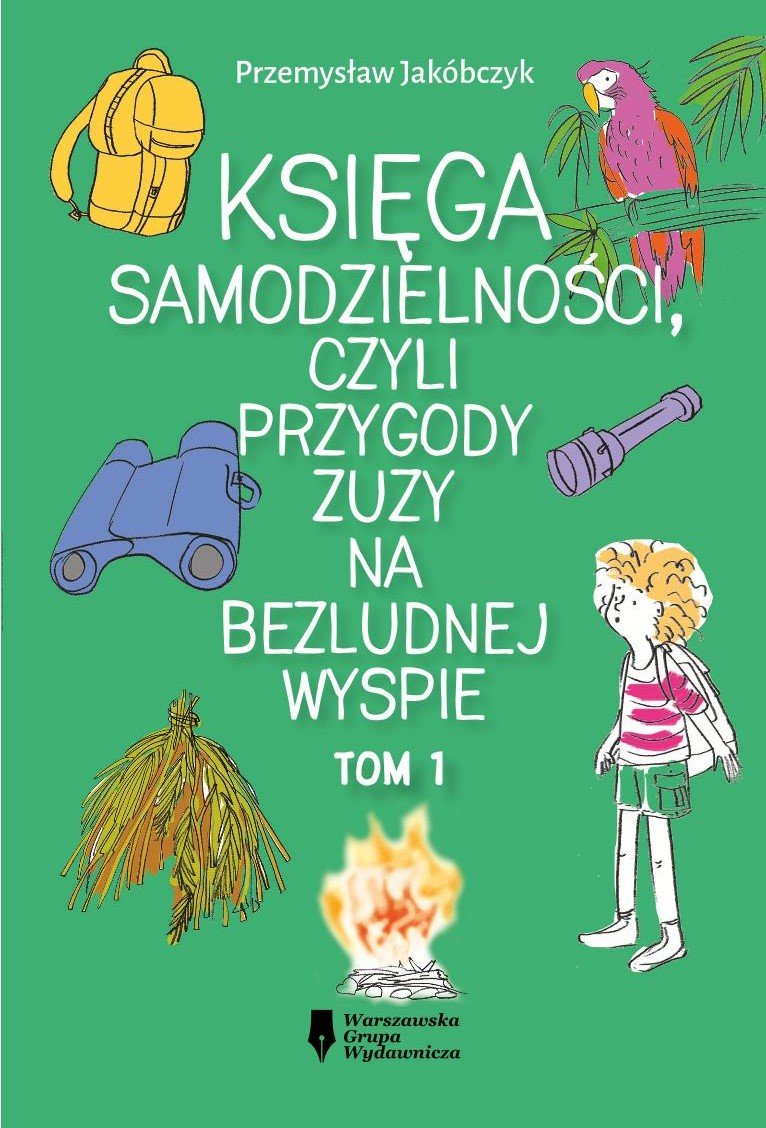 Przemysław Jakóbczyk
KSIĘGA
SAMODZIELNOŚCI,
CZYLI
PRZYGODY
ZUZY
NA
BEZLUDNEJ
WYSPIE
TOM 1
Warszawska
Grupa
Wydawnicza